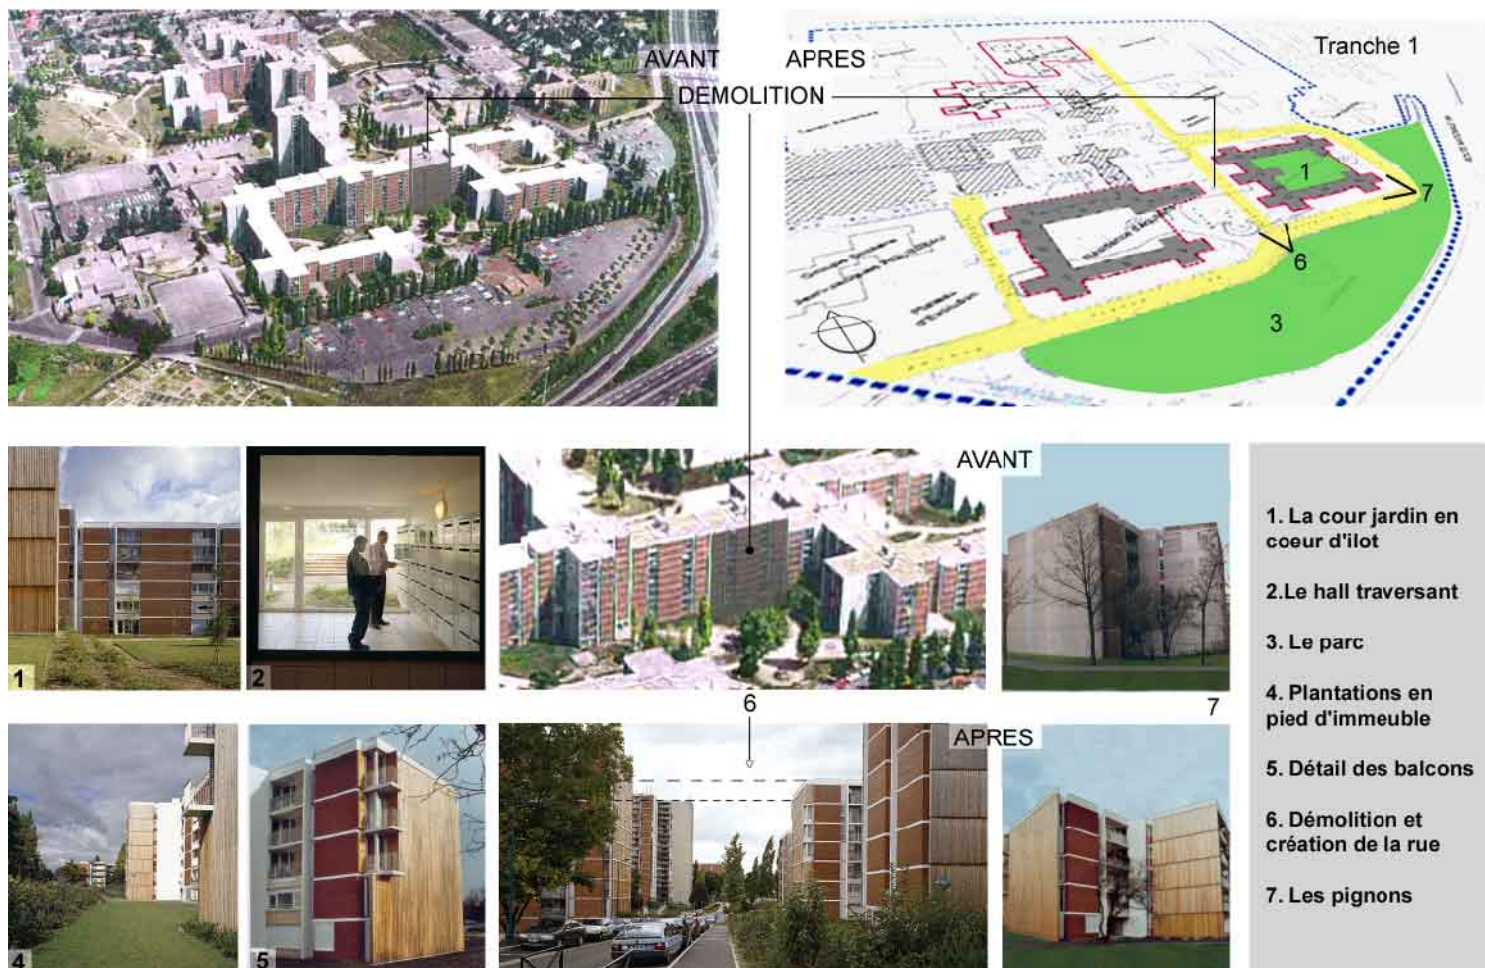 AVANT
APRES
DEMOLITION
Tranche 1
1
7
6
3
1
2
AVANT
6
7
APRES
4
5
1. La cour jardin en
coeur d'ilot
2.Le hall traversant
3. Le parc
4. Plantations en
pied d'immeuble
5. Détail des balcons
6. Démolition et
création de la rue
7. Les pignons